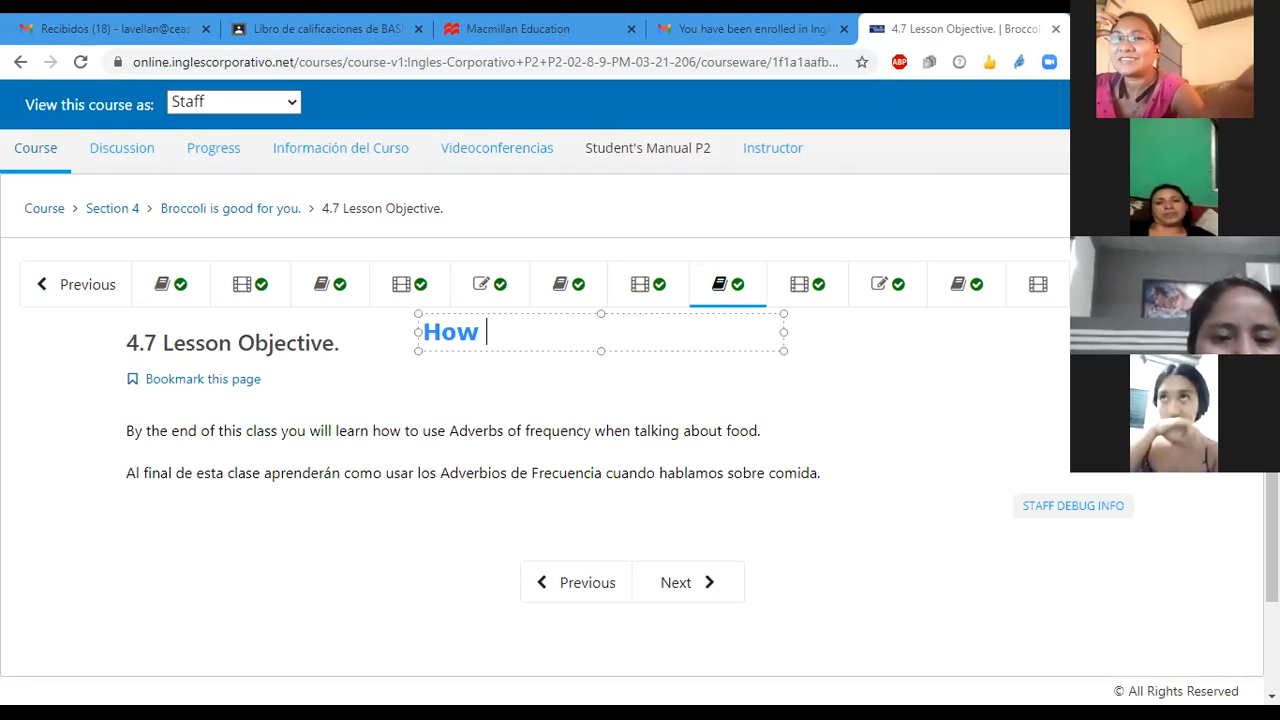 Recibidos (18) - lavellan@ceas
Libro de calificaciones de BASI
Macmillan Education
You have been enrolled in Ingl
4.7 Lesson Objective. | Broccol
online.inglescorporativo.net/courses/course-v1:Ingles-Corporativo+P2+P2-02-8-9-PM-03-21-206/courseware/1f1a1aafb...
ABP
View this course as: Staff
Course Discussion Progress Información del Curso Videoconferencias Student's Manual P2 Instructor
Course > Section 4 > Broccoli is good for you. > 4.7 Lesson Objective.
Previous
How
4.7 Lesson Objective.
Bookmark this page
By the end of this class you will learn how to use Adverbs of frequency when talking about food.
Al final de esta clase aprenderán como usar los Adverbios de Frecuencia cuando hablamos sobre comida.
STAFF DEBUG INFO
Previous Next
© All Rights Reserved